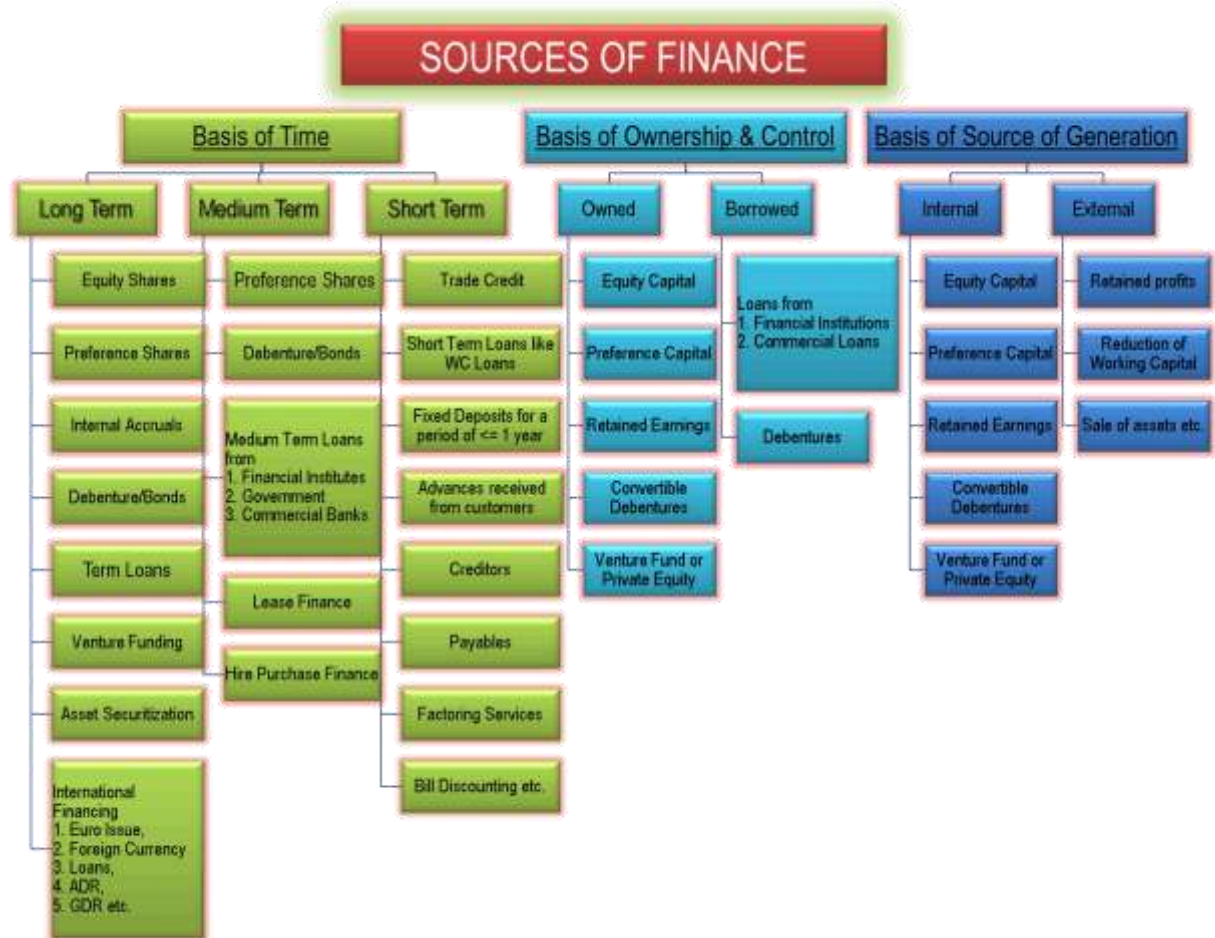 SOURCES OF FINANCE
Basis of Time
Long Term
Equity Shares
Preference Shares
Internal Accruals
Debenture/Bonds
Term Loans
Venture Funding
Asset Securitization
International
Financing
1. Euro Issue,
2. Foreign Currency
3. Loans,
4. ADR,
5. GDR etc.
Medium Term
Preference Shares
Debenture/Bonds
Medium Term Loans
from
1. Financial Institutes
2. Government
3. Commercial Banks
Lease Finance
Hire Purchase Finance
Short Term
Trade Credit
Short Term Loans like
WC Loans
Fixed Deposits for a
period of <= 1 year
Advances received
from customers
Creditors
Payables
Factoring Services
Bill Discounting etc.
Basis of Ownership & Control
Owned
Equity Capital
Preference Capital
Retained Earnings
Convertible
Debentures
Venture Fund or
Private Equity
Borrowed
Loans from
1. Financial Institutions
2. Commercial Loans
Debentures
Basis of Source of Generation
Internal
Equity Capital
Preference Capital
Retained Earnings
Convertible
Debentures
Venture Fund or
Private Equity
External
Retained profits
Reduction of
Working Capital
Sale of assets etc.